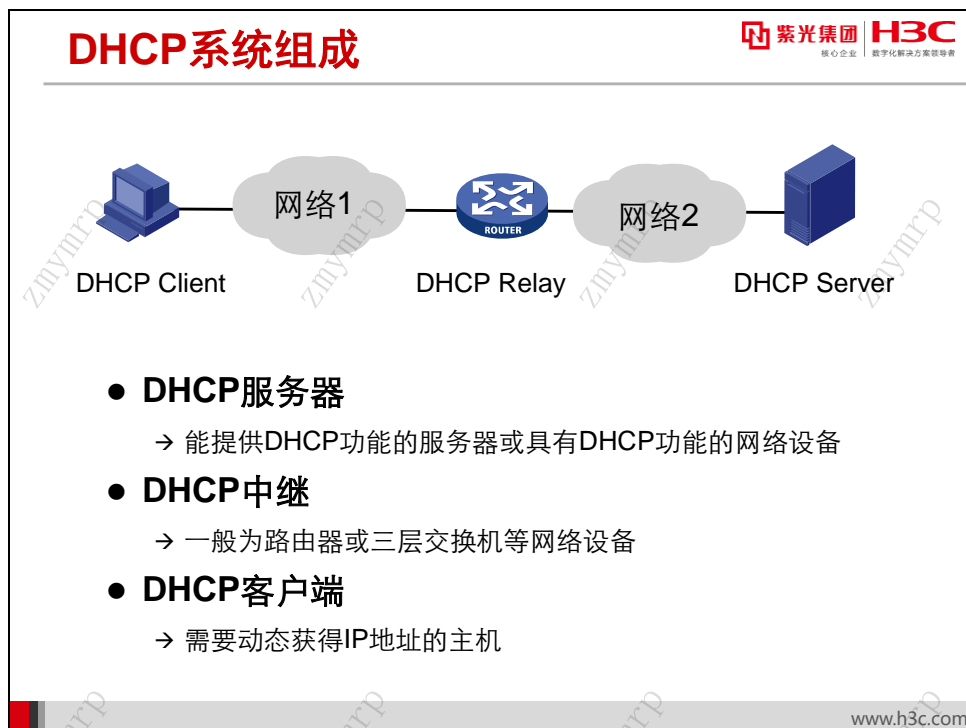 DHCP系统组成
紫光集团
核心企业
H3C
数字化解决方案领导者
网络1
ROUTER
网络2
DHCP Client
DHCP Relay
DHCP Server
zmymrp
zmymrp
zmymrp
zmymrp
● DHCP服务器
→ 能提供DHCP功能的服务器或具有DHCP功能的网络设备
● DHCP中继
→ 一般为路由器或三层交换机等网络设备
● DHCP客户端
→ 需要动态获得IP地址的主机
www.h3c.com